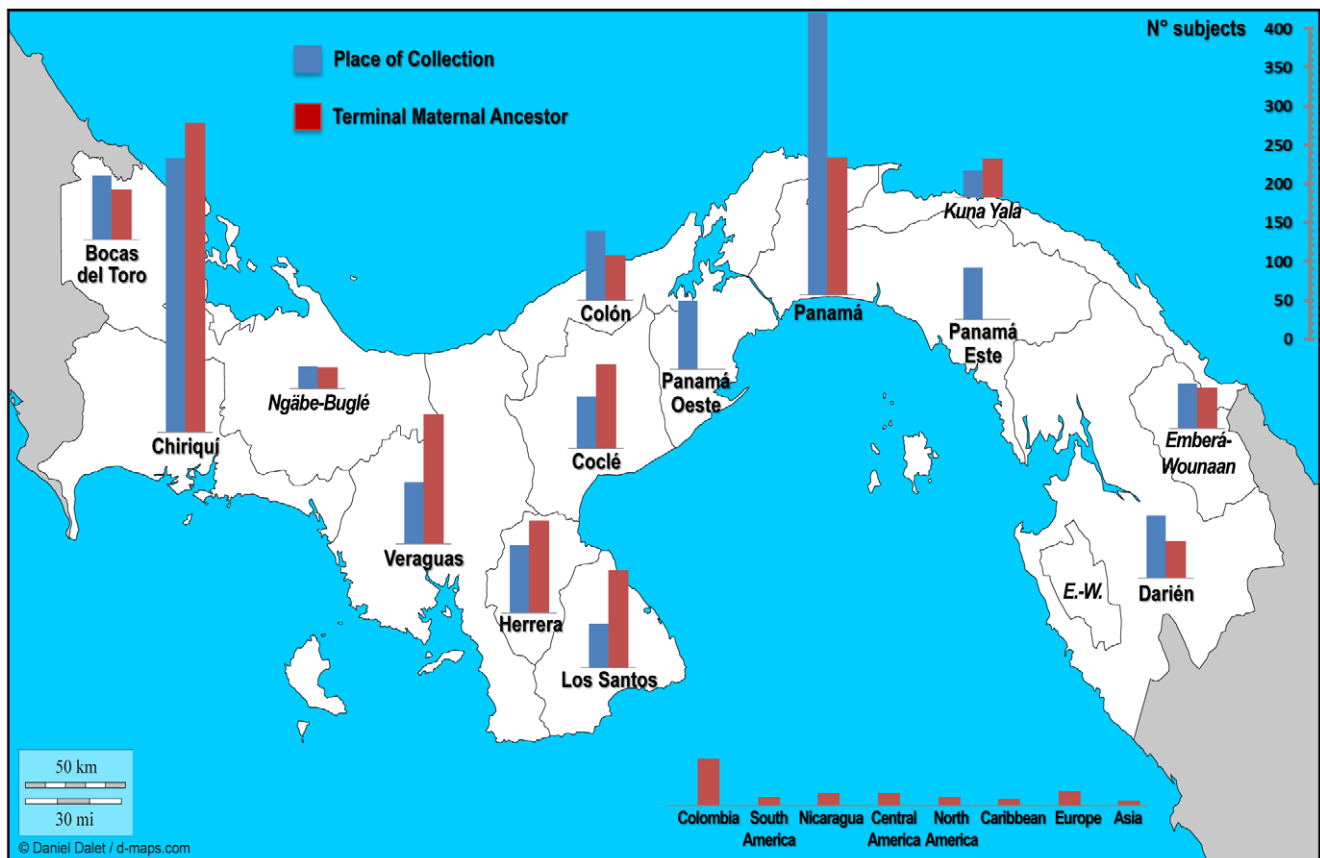 N° subjects
400
350
300
250
200
150
100
50
0
Place of Collection
Terminal Maternal Ancestor
Bocas
del Toro
Chiriquí
Ngäbe-Buglé
Veraguas
Herrera
Los Santos
Coclé
Colón
Panamá
Oeste
Panamá
Kuna Yala
Panamá
Este
Emberá-
Wounaan
E.-W.
Darién
50 km
30 mi
Colombia
South
America
Nicaragua
Central
America
North
America
Caribbean
Europe
Asia
© Daniel Dalet / d-maps.com